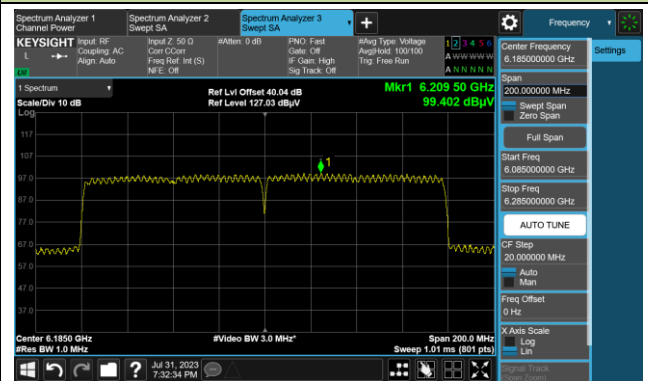 Spectrum Analyzer 1
Channel Power
Spectrum Analyzer 2
Swept SA
Spectrum Analyzer 3
Swept SA
Frequency
KEYSIGHT
L
Input: RF
Coupling: AC
Align: Auto
Input Z: 50 Ω
Corr CCorr
Freq Ref: Int (S)
NFE: Off
#Atten: 0 dB
PNO: Fast
Gate: Off
IF Gain: High
Sig Track: Off
#Avg Type: Voltage
Avg|Hold: 100/100
Trig: Free Run
1 2 3 4 5 6
A W W W W W
A N N N N N
1 Spectrum
Scale/Div 10 dB
Log
Ref Lvl Offset 40.04 dB
Ref Level 127.03 dBµV
Mkr1 6.209 50 GHz
99.402 dBµV
117
107
97.0
87.0
77.0
67.0
57.0
47.0
37.0
1
Center 6.1850 GHz
#Res BW 1.0 MHz
#Video BW 3.0 MHz*
Span 200.0 MHz
Sweep 1.01 ms (801 pts)
Jul 31, 2023
7:32:34 PM
Settings
Center Frequency
6.185000000 GHz
Span
200.000000 MHz
Swept Span
Zero Span
Full Span
Start Freq
6.085000000 GHz
Stop Freq
6.285000000 GHz
AUTO TUNE
CF Step
20.000000 MHz
Auto
Man
Freq Offset
0 Hz
X Axis Scale
Log
Lin
Signal Track
(Span Zoom)